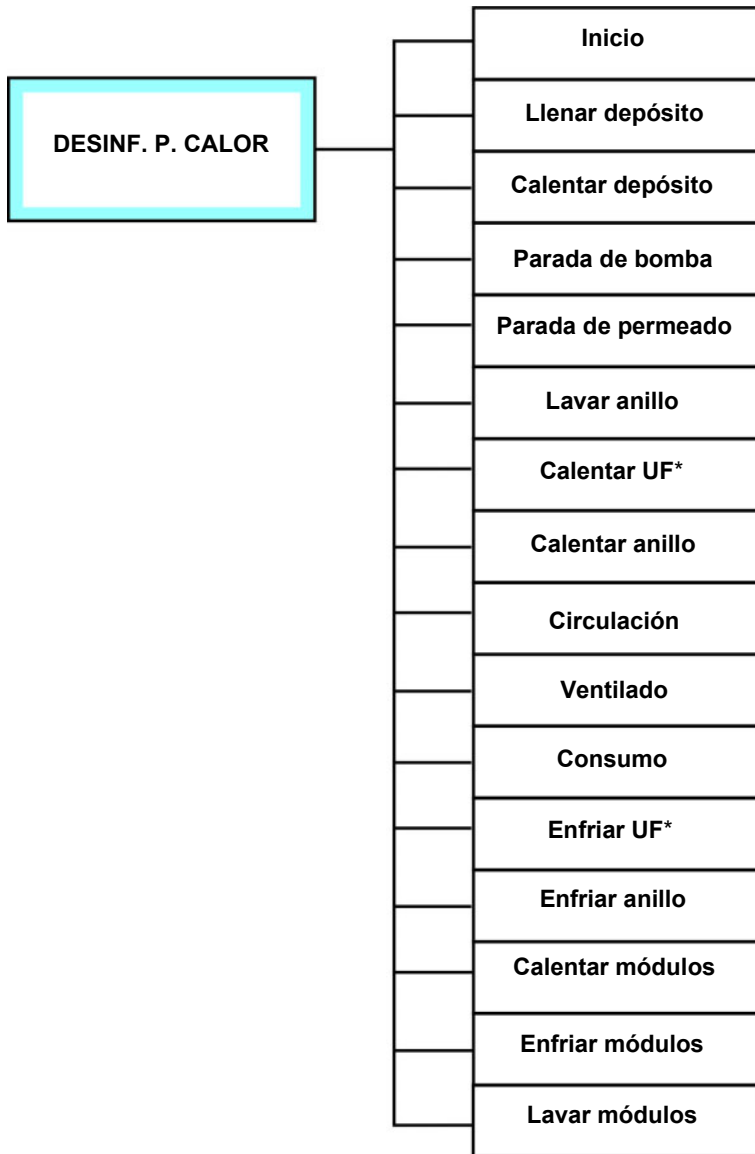 Inicio
Llenar depósito
DESINF. P. CALOR
Calentar depósito
Parada de bomba
Parada de permeado
Lavar anillo
Calentar UF*
Calentar anillo
Circulación
Ventilado
Consumo
Enfriar UF*
Enfriar anillo
Calentar módulos
Enfriar módulos
Lavar módulos